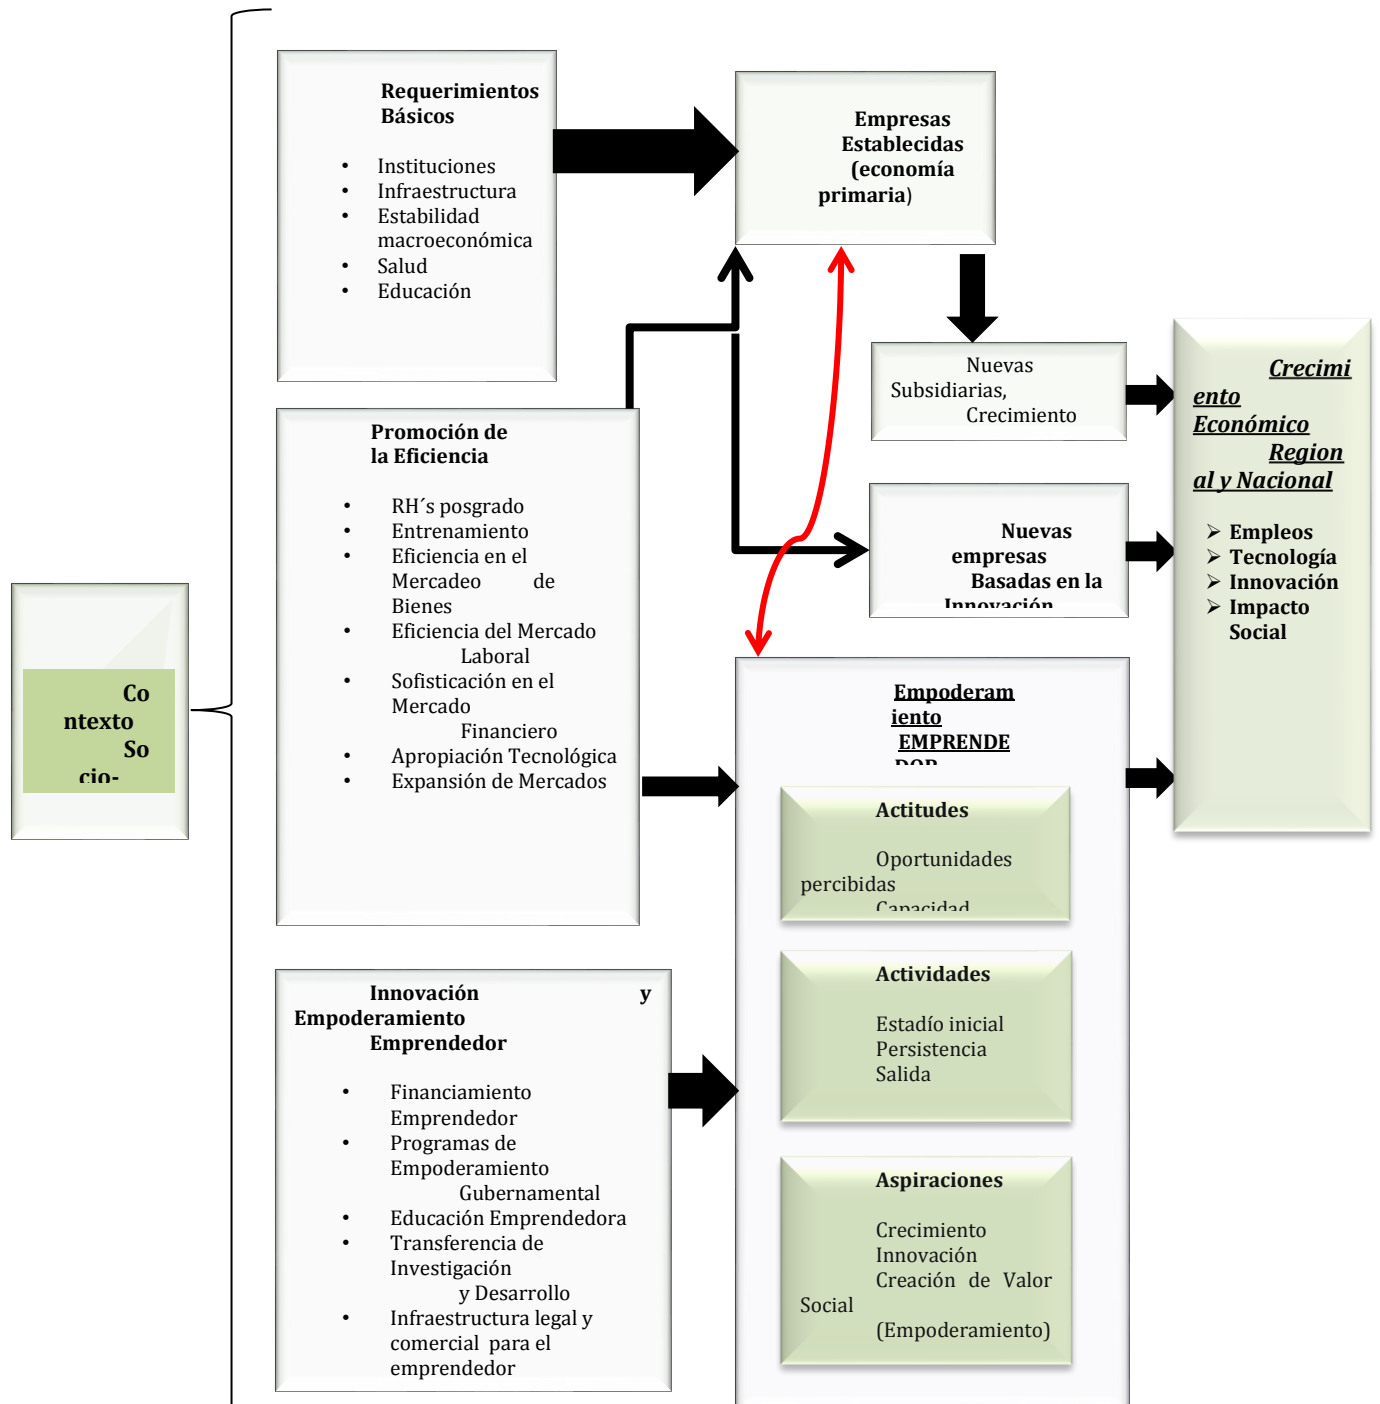 Requerimientos
Básicos
• Instituciones
• Infraestructura
• Estabilidad
macroeconómica
• Salud
• Educación
Empresas
Establecidas
(economía
primaria)
Nuevas
Subsidiarias,
Crecimiento
Crecimi
ento
Económico
Region
al y Nacional
➢ Empleos
➢ Tecnología
➢ Innovación
➢ Impacto
Social
Promoción de
la Eficiencia
• RH´s posgrado
• Entrenamiento
• Eficiencia en el
Mercadeo de
Bienes
• Eficiencia del Mercado
Laboral
• Sofisticación en el
Mercado
Financiero
• Apropiación Tecnológica
• Expansión de Mercados
Nuevas
empresas
Basadas en la
Innovación
Co
ntexto
So
cio-
Empoderam
iento
EMPRENDE
DOR
Actitudes
Oportunidades
percibidas
Capacidad
Actividades
Estadío inicial
Persistencia
Salida
Aspiraciones
Crecimiento
Innovación
Creación de Valor
Social
(Empoderamiento)
Innovación y
Empoderamiento
Emprendedor
• Financiamiento
Emprendedor
• Programas de
Empoderamiento
Gubernamental
• Educación Emprendedora
• Transferencia de
Investigación
y Desarrollo
• Infraestructura legal y
comercial para el
emprendedor